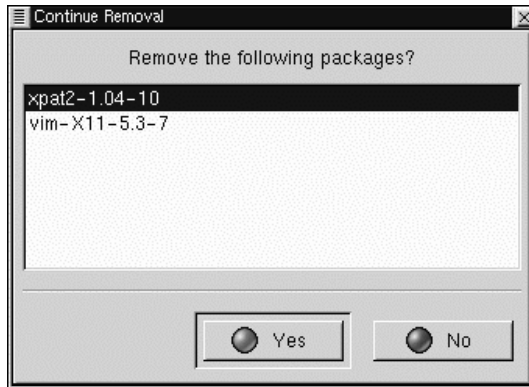 Continue Removal
Remove the following packages?
xpat2-1.04-10
vim-X11-5.3-7
Yes
No